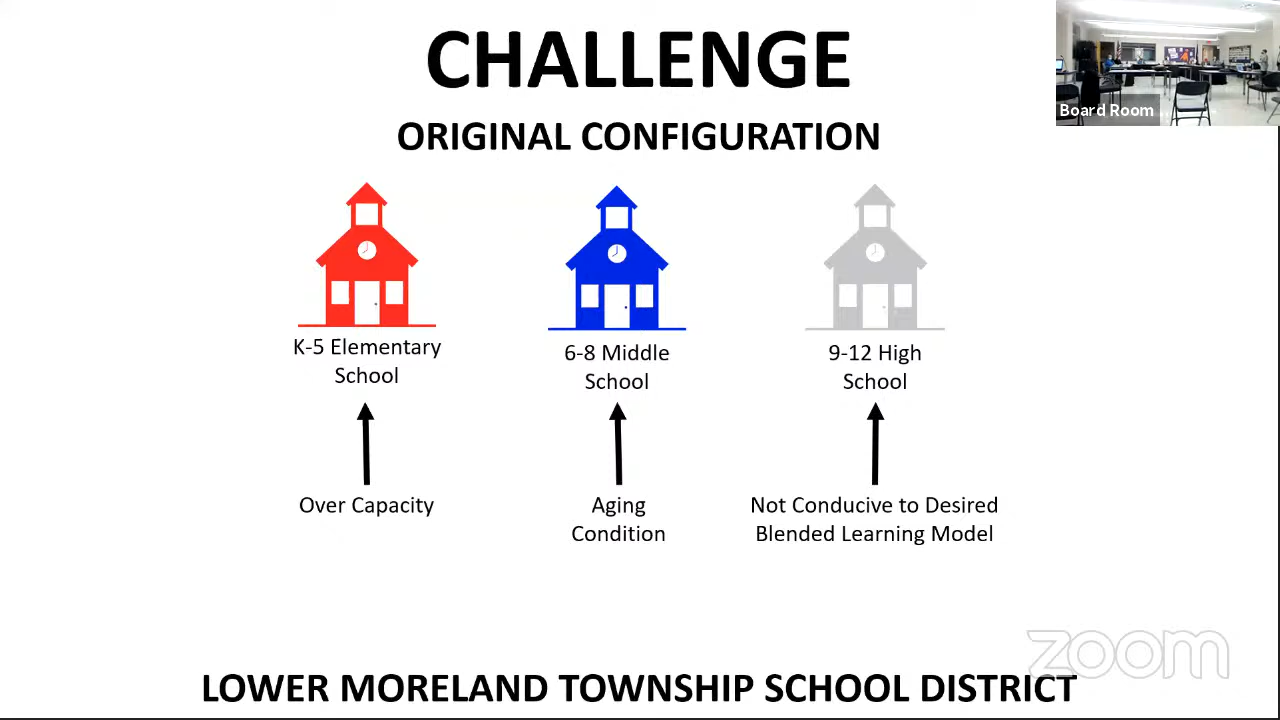 CHALLENGE
ORIGINAL CONFIGURATION
Board Room ...
K-5 Elementary
School
6-8 Middle
School
9-12 High
School
Over Capacity
Aging
Condition
Not Conducive to Desired
Blended Learning Model
zoom
LOWER MORELAND TOWNSHIP SCHOOL DISTRICT